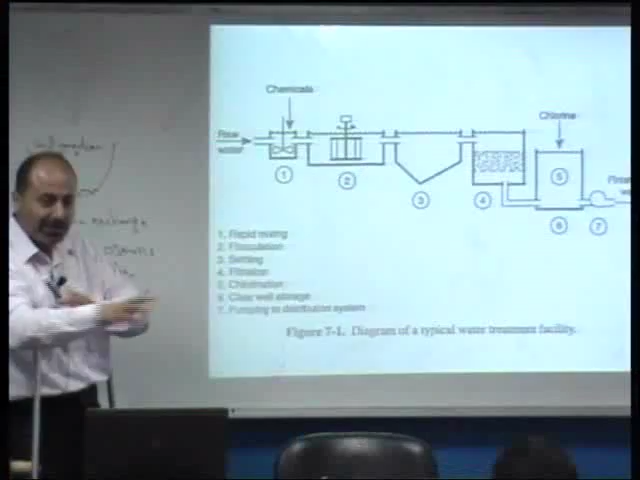 Chemicals
Raw
water
Chlorine
1
2
3
4
5
6
7
1. Rapid mixing
2. Flocculation
3. Settling
4. Filtration
5. Chlorination
6. Clear well storage
7. Pumping to distribution system
Figure 7-1. Diagram of a typical water treatment facility.
exchange